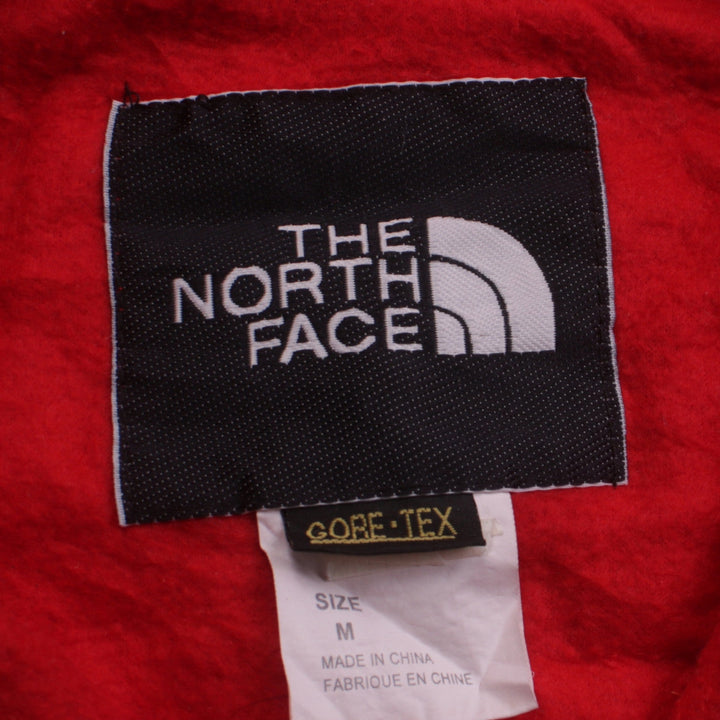 THE
NORTH
FACE
GORE-TEX
SIZE
M
MADE IN CHINA
FABRIQUE EN CHINE